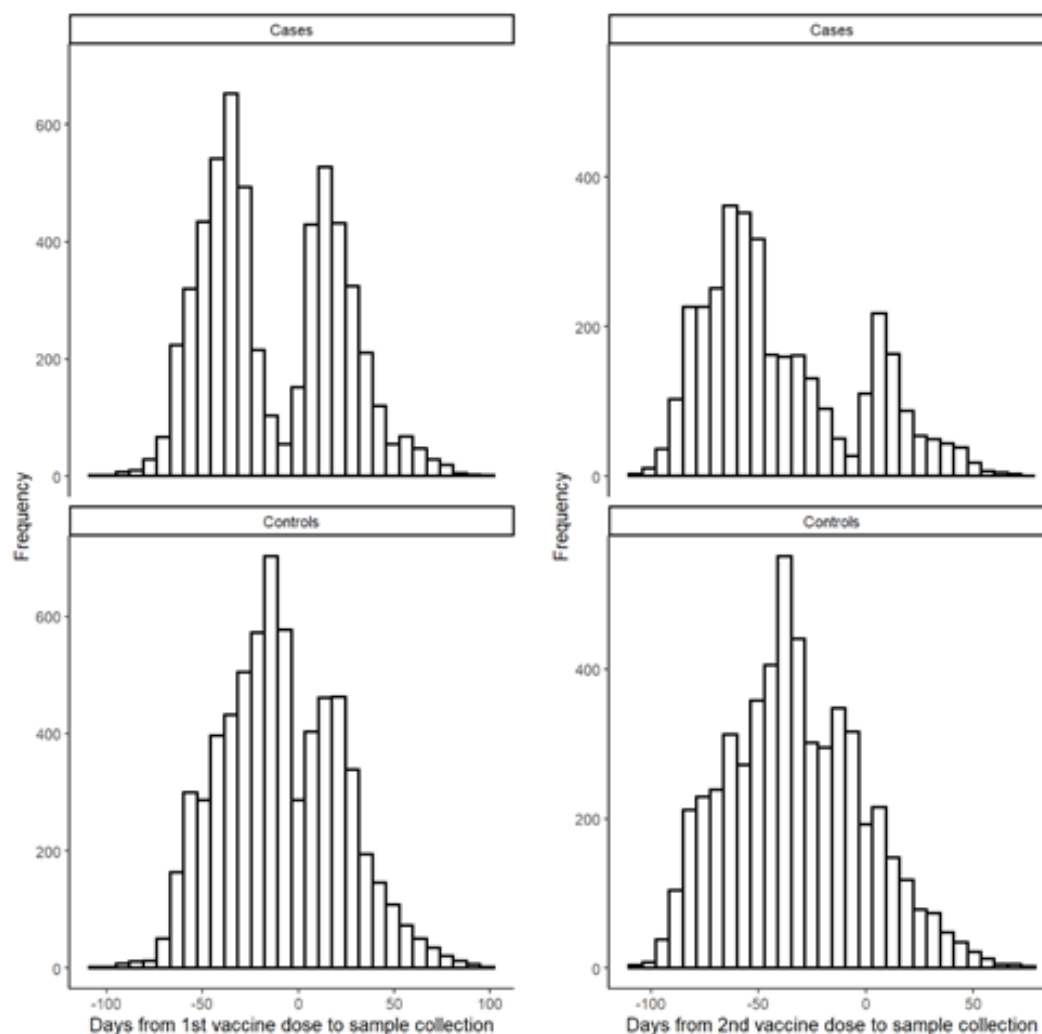 Cases
600
400
200
0
Frequency
Controls
600
400
200
0
-100 -50 0 50 100
Days from 1st vaccine dose to sample collection
Cases
400
200
0
Frequency
Controls
400
200
0
-100 -50 0 50
Days from 2nd vaccine dose to sample collection